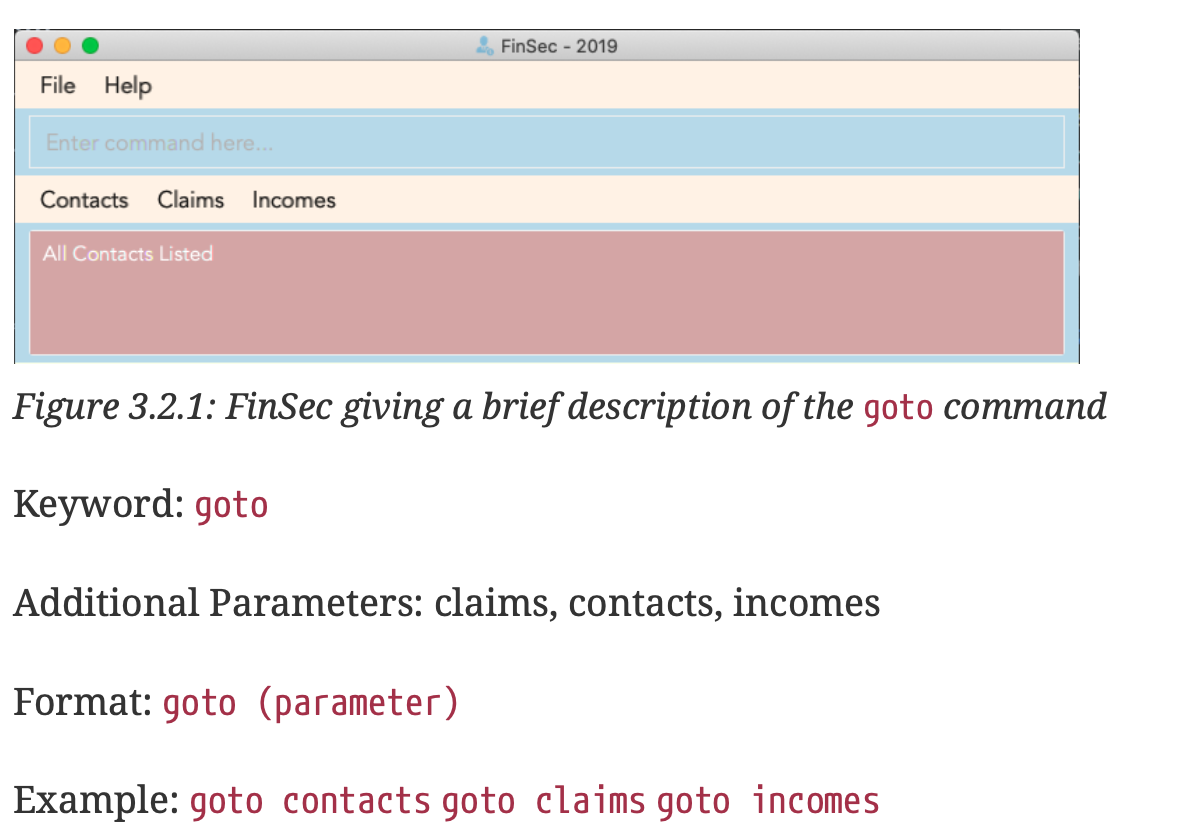 FinSec - 2019
File Help
Enter command here...
Contacts Claims Incomes
All Contacts Listed
Figure 3.2.1: FinSec giving a brief description of the goto command
Keyword: goto
Additional Parameters: claims, contacts, incomes
Format: goto (parameter)
Example: goto contacts goto claims goto incomes